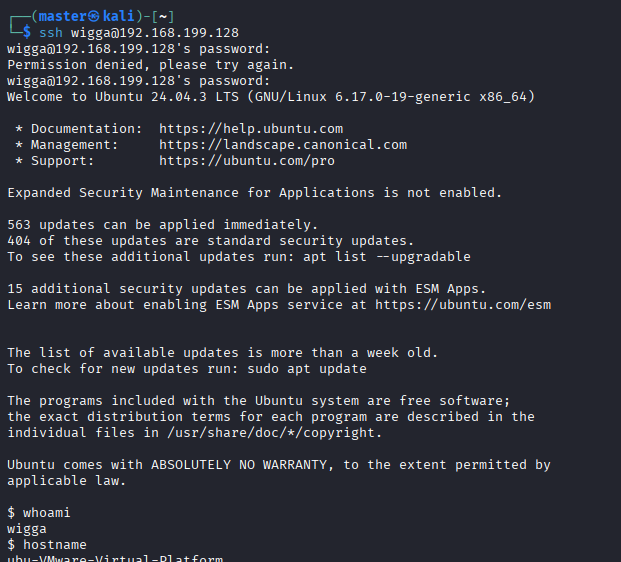 ┌──(master㉿kali)-[~]
└─$ ssh wigga@192.168.199.128
wigga@192.168.199.128's password:
Permission denied, please try again.
wigga@192.168.199.128's password:
Welcome to Ubuntu 24.04.3 LTS (GNU/Linux 6.17.0-19-generic x86_64)
* Documentation:  https://help.ubuntu.com
* Management:     https://landscape.canonical.com
* Support:        https://ubuntu.com/pro
Expanded Security Maintenance for Applications is not enabled.
563 updates can be applied immediately.
404 of these updates are standard security updates.
To see these additional updates run: apt list --upgradable
15 additional security updates can be applied with ESM Apps.
Learn more about enabling ESM Apps service at https://ubuntu.com/esm
The list of available updates is more than a week old.
To check for new updates run: sudo apt update
The programs included with the Ubuntu system are free software;
the exact distribution terms for each program are described in the
individual files in /usr/share/doc/*/copyright.
Ubuntu comes with ABSOLUTELY NO WARRANTY, to the extent permitted by
applicable law.
$ whoami
wigga
$ hostname
ubu-VMware-Virtual-Platform